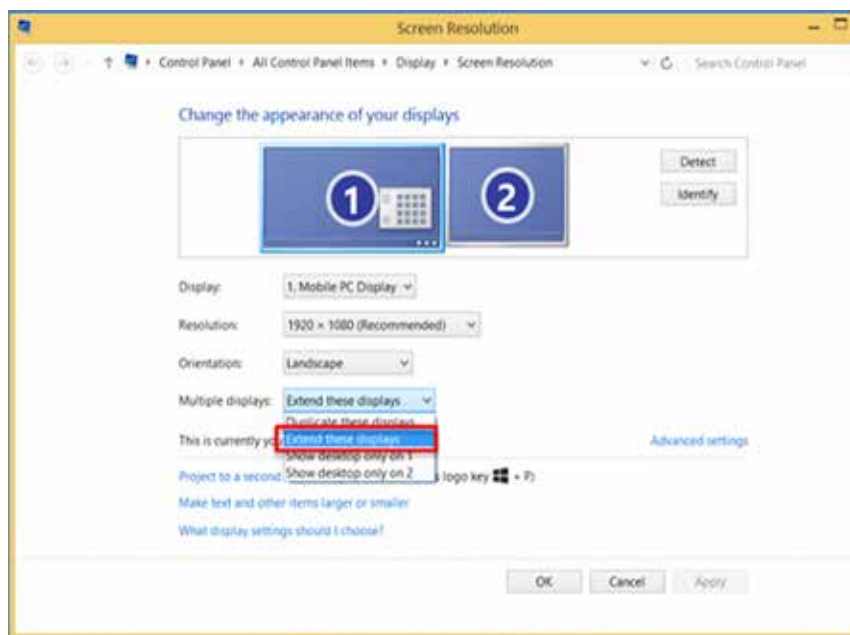 Screen Resolution
Control Panel All Control Panel Items Display Screen Resolution Search Control Panel
Change the appearance of your displays
1 2
Detect
Identify
Display: 1. Mobile PC Display
Resolution: 1920 × 1080 (Recommended)
Orientation: Landscape
Multiple displays: Extend these displays
Duplicate these displays
This is currently yo Extend these displays Advanced settings
Show desktop only on 1
Project to a second Show desktop only on 2 s logo key + P)
Make text and other items larger or smaller
What display settings should I choose?
OK Cancel Apply